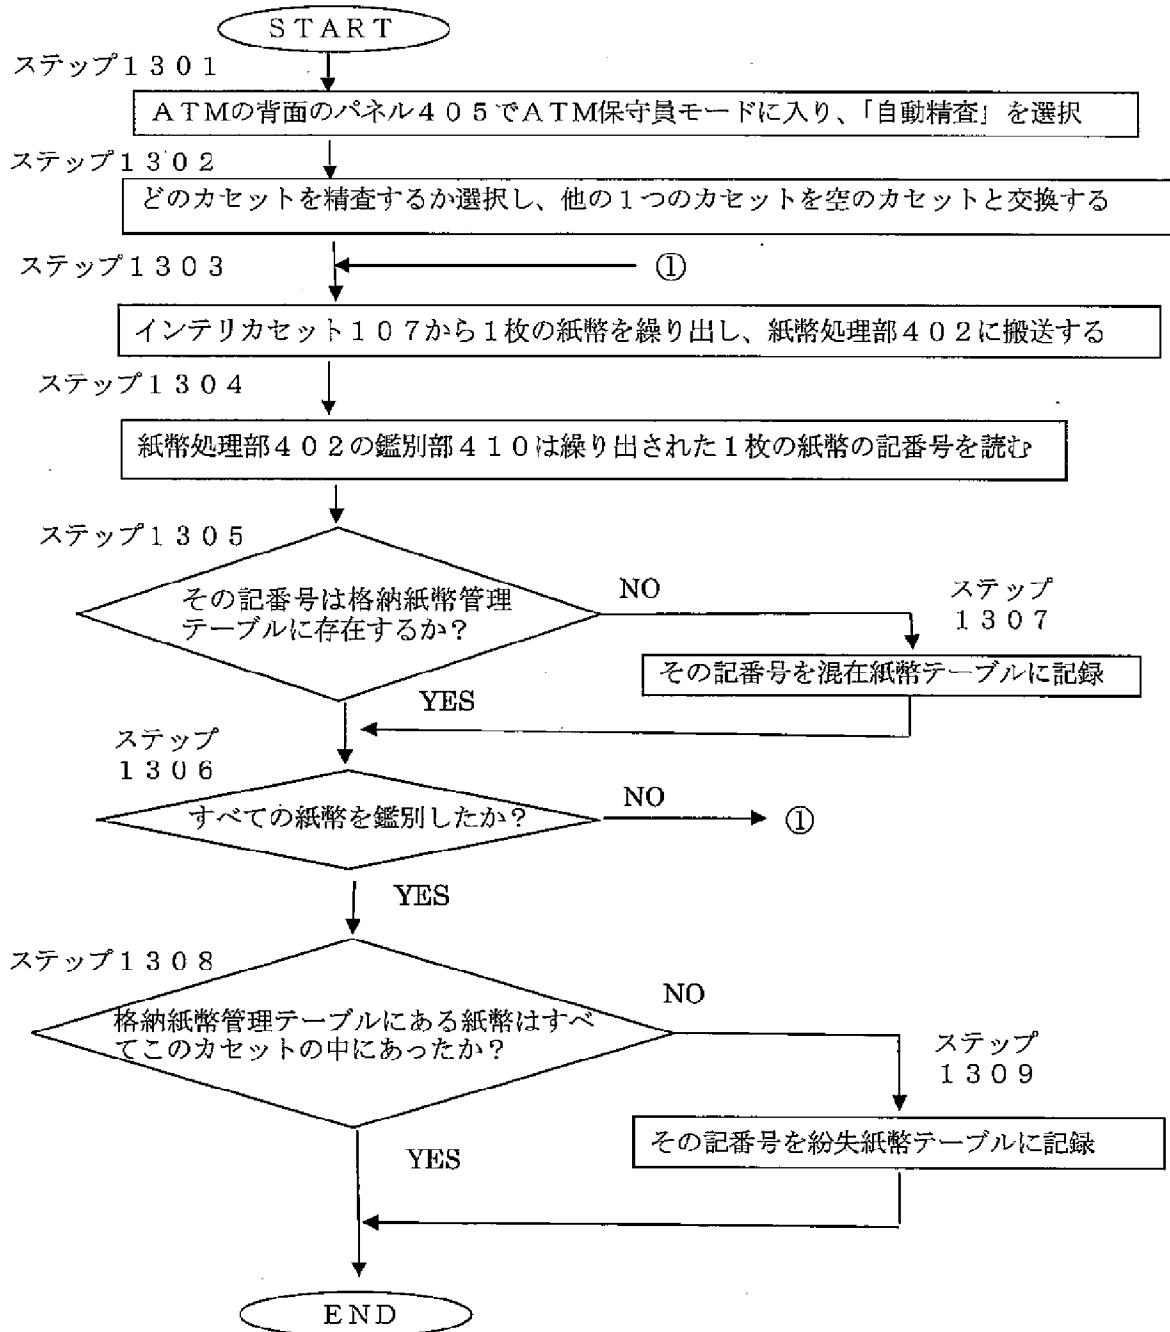 ＳＴＡＲＴ
ステップ１３０１
ＡＴＭの背面のパネル４０５でＡＴＭ保守員モードに入り、「自動精査」を選択
ステップ１３０２
どのカセットを精査するか選択し、他の１つのカセットを空のカセットと交換する
ステップ１３０３
①
インテリカセット１０７から１枚の紙幣を繰り出し、紙幣処理部４０２に搬送する
ステップ１３０４
紙幣処理部４０２の鑑別部４１０は繰り出された１枚の紙幣の記番号を読む
ステップ１３０５
その記番号は格納紙幣管理
テーブルに存在するか？
NO
ステップ
１３０７
その記番号を混在紙幣テーブルに記録
YES
ステップ
１３０６
すべての紙幣を鑑別したか？
NO
①
YES
ステップ１３０８
格納紙幣管理テーブルにある紙幣はすべ
てこのカセットの中にあったか？
NO
ステップ
１３０９
その記番号を紛失紙幣テーブルに記録
YES
ＥＮＤ